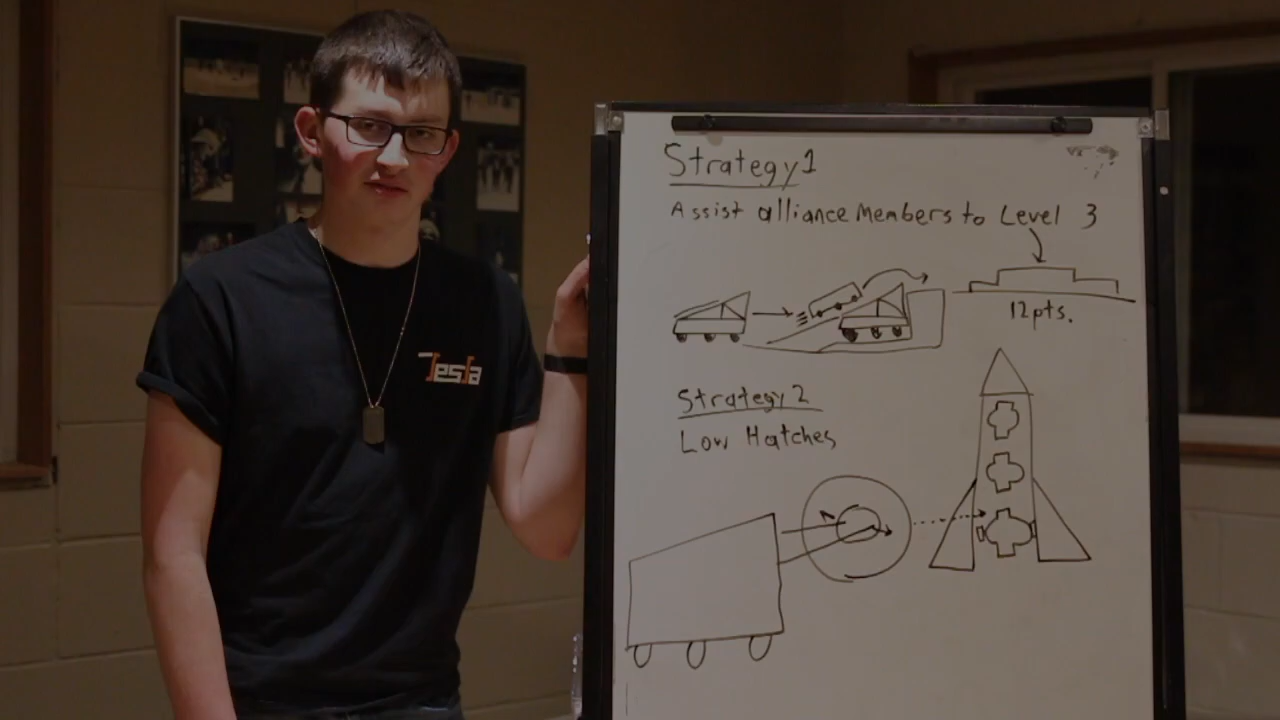 Strategy 1
Assist alliance Members to Level 3
12pts.
Strategy 2
Low Hatches
Tesla